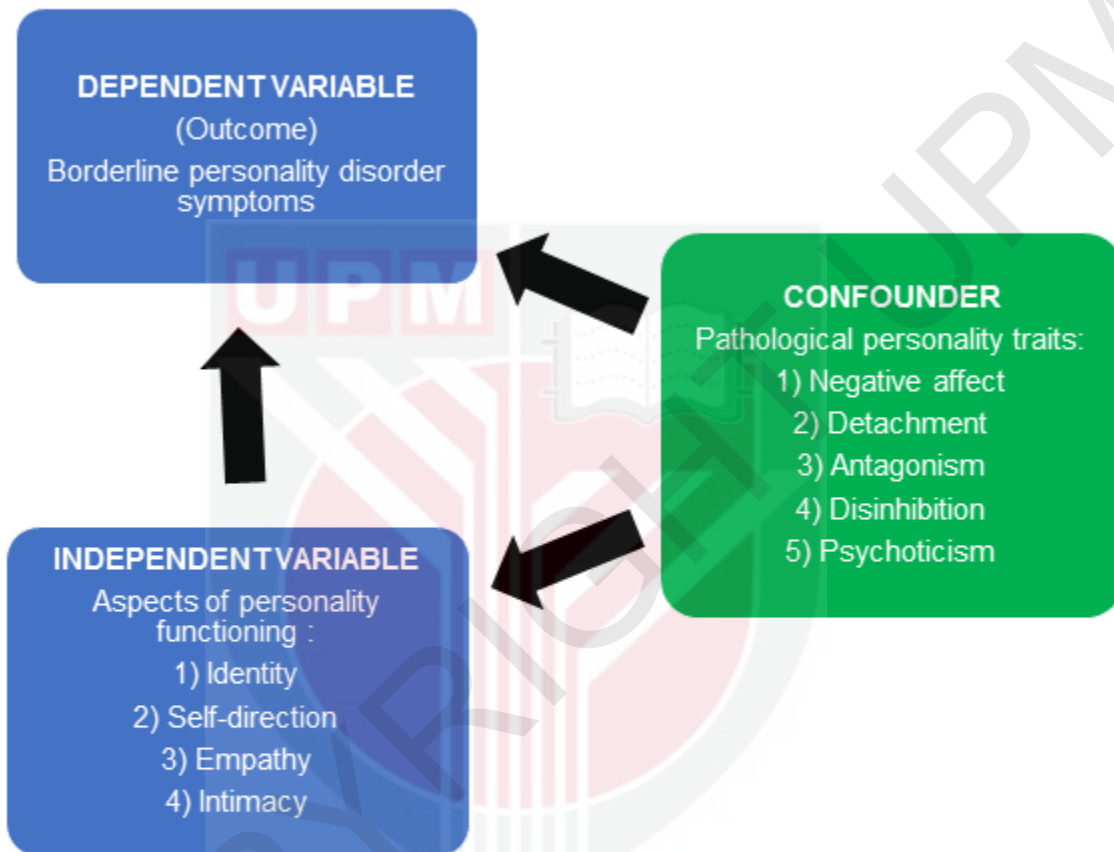 DEPENDENT VARIABLE
(Outcome)
Borderline personality disorder
symptoms
UPM
CONFOUNDER
Pathological personality traits:
1) Negative affect
2) Detachment
3) Antagonism
4) Disinhibition
5) Psychoticism
INDEPENDENT VARIABLE
Aspects of personality
functioning :
1) Identity
2) Self-direction
3) Empathy
4) Intimacy
PYRIGHT UPM